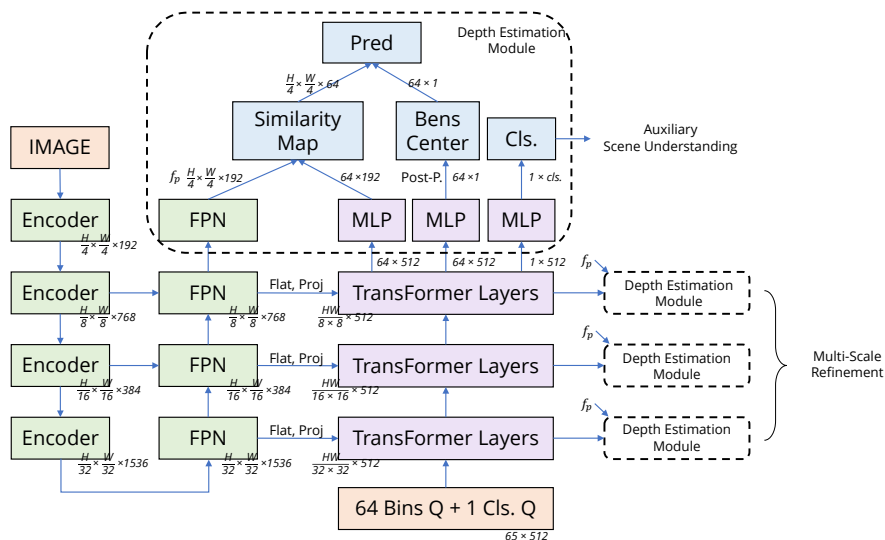 Depth Estimation
Module
Pred
H/4 × W/4 × 64
64 × 1
Similarity
Map
Bens
Center
Cls.
Auxiliary
Scene Understanding
IMAGE
fₚ H/4 × W/4 ×192
64 ×192
Post-P. 64 ×1
1 × cls.
Encoder
FPN
MLP
MLP
MLP
H/4 × W/4 ×192
64 × 512
64 × 512
1 × 512
fₚ
Encoder
FPN
Flat, Proj
TransFormer Layers
Depth Estimation
Module
H/8 × W/8 ×768
H/8 × W/8 ×768
HW/8 × 8 ×512
fₚ
Encoder
FPN
Flat, Proj
TransFormer Layers
Depth Estimation
Module
Multi-Scale
Refinement
H/16 × W/16 ×384
H/16 × W/16 ×384
HW/16 × 16 ×512
fₚ
Encoder
FPN
Flat, Proj
TransFormer Layers
Depth Estimation
Module
H/32 × W/32 ×1536
H/32 × W/32 ×1536
HW/32 × 32 ×512
64 Bins Q + 1 Cls. Q
65 × 512